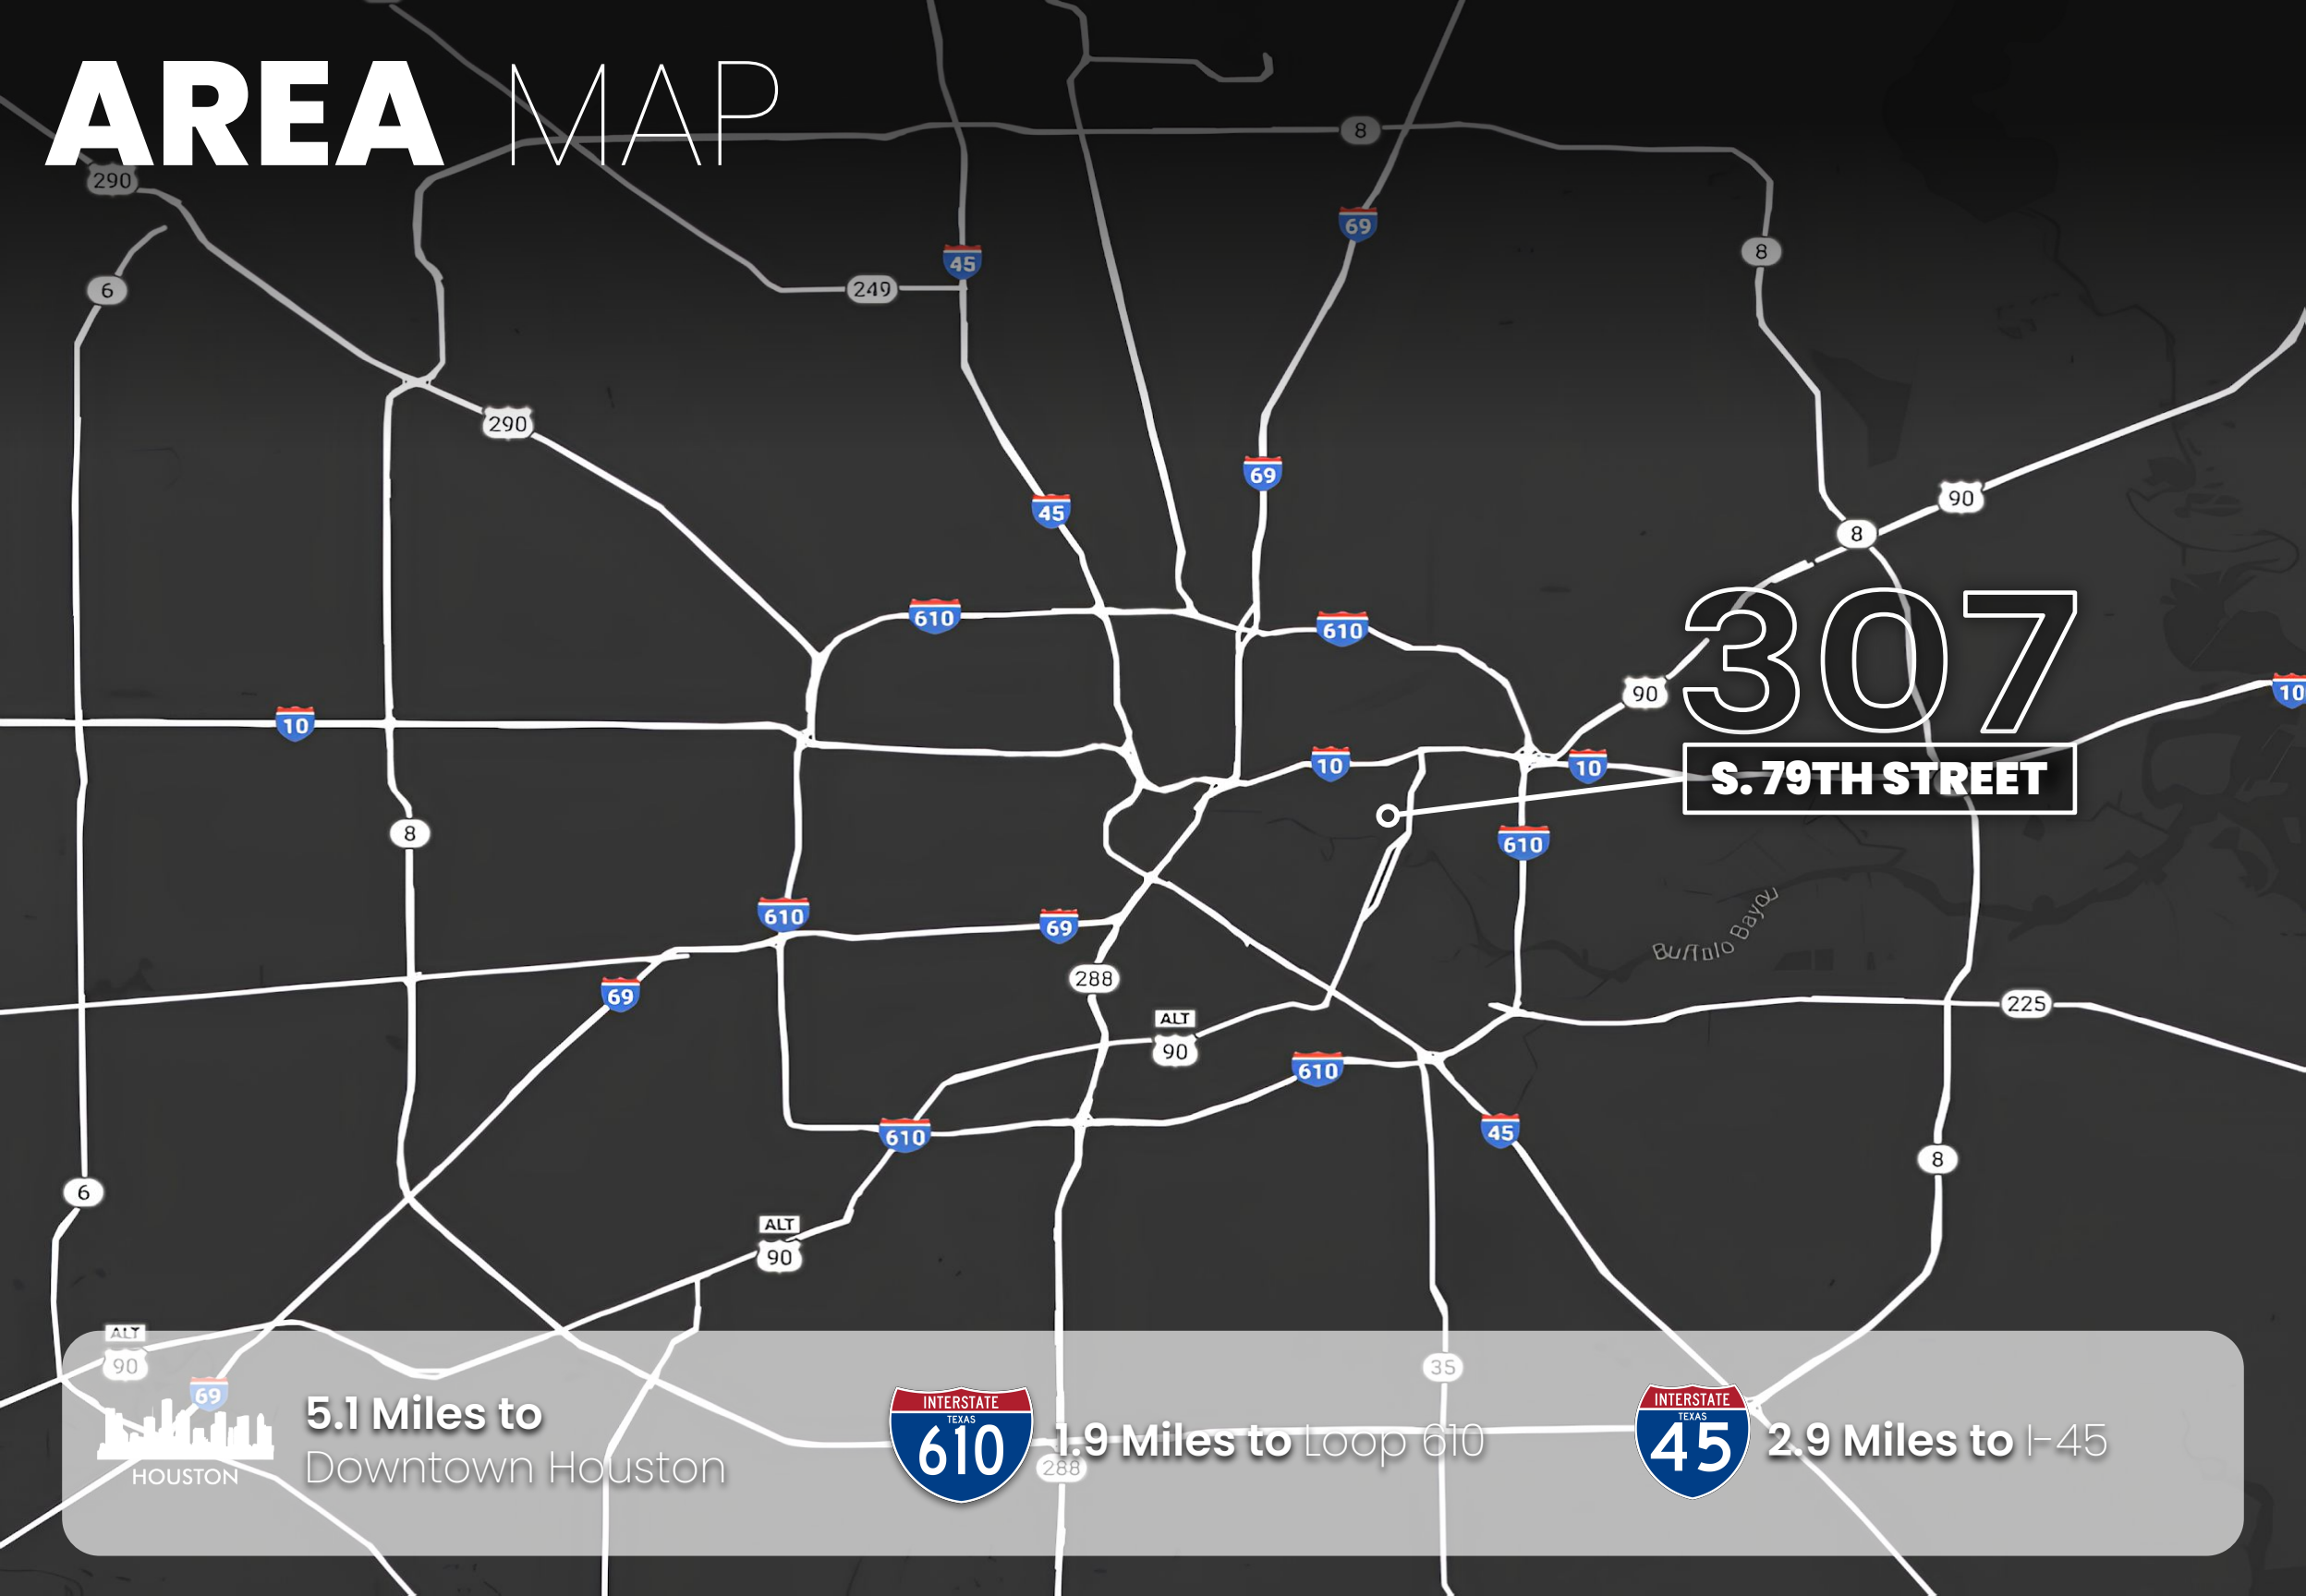 AREA MAP
8
290
69
8
45
6
249
290
69
90
45
8
307
610
610
90
10
10
10
10
S. 79TH STREET
8
610
610
69
Buffalo Bayou
288
69
225
ALT
90
610
45
610
8
6
ALT
90
ALT
90
35
69
5.1 Miles to
Downtown Houston
HOUSTON
INTERSTATE
TEXAS
610
1.9 Miles to Loop 610
288
INTERSTATE
TEXAS
45
2.9 Miles to I-45